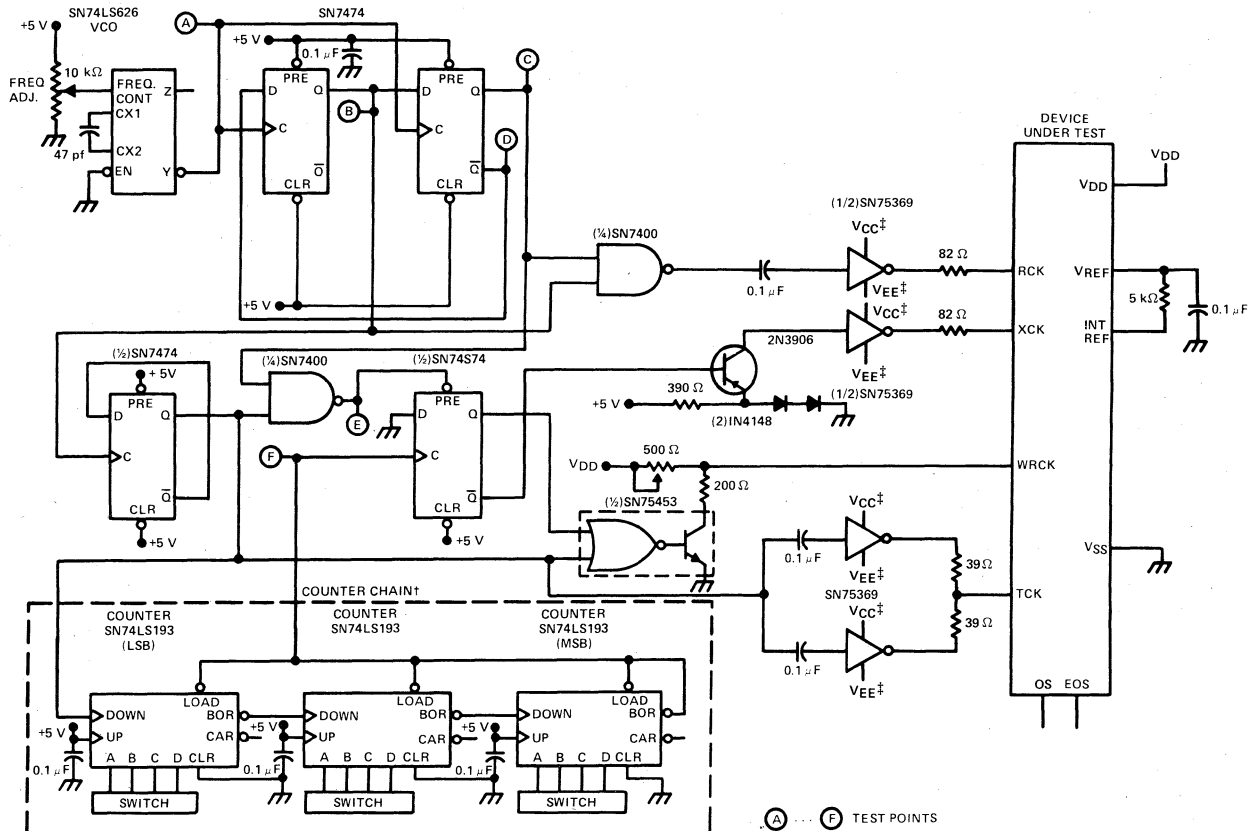 SN74LS626
VCO
+5 V
10 kΩ
FREQ
ADJ.
FREQ.
CONT
Z
CX1
CX2
47 pf
EN
Y
A
SN7474
+5 V
0.1 µF
PRE
D
Q
C
Q̅
CLR
B
PRE
D
Q
C
Q̅
CLR
C
D
+5 V
(¼)SN7400
0.1 µF
(1/2)SN75369
VCC‡
VEE‡
82 Ω
VCC‡
VEE‡
(1/2)SN75369
82 Ω
2N3906
390 Ω
+5 V
(2)IN4148
DEVICE
UNDER TEST
VDD
VDD
RCK
VREF
5 kΩ
0.1 µF
XCK
INT
REF
WRCK
VSS
TCK
OS EOS
(½)SN7474
+ 5V
PRE
D
Q
C
Q̅
CLR
+5 V
(¼)SN7400
E
(½)SN74S74
PRE
D
Q
C
Q̅
CLR
+5 V
F
VDD
500 Ω
200 Ω
(½)SN75453
0.1 µF
VCC‡
VEE‡
SN75369
VCC‡
0.1 µF
VEE‡
39 Ω
39 Ω
COUNTER CHAIN†
COUNTER
SN74LS193
(LSB)
COUNTER
SN74LS193
COUNTER
SN74LS193
(MSB)
LOAD
DOWN
BOR
+5 V
UP
CAR
A B C D CLR
0.1 µF
SWITCH
LOAD
DOWN
BOR
+5 V
UP
CAR
A B C D CLR
0.1 µF
SWITCH
LOAD
DOWN
BOR
+5 V
UP
CAR
A B C D CLR
0.1 µF
SWITCH
A ... F TEST POINTS